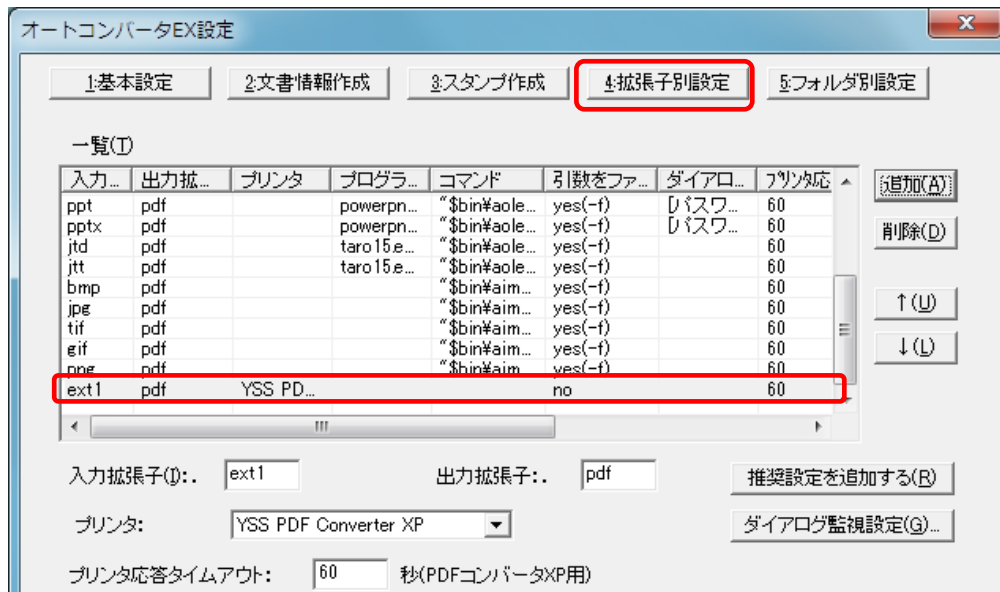 オートコンバータEX設定
1:基本設定 2:文書情報作成 3:スタンプ作成 4:拡張子別設定 5:フォルダ別設定
一覧(T)
入力... 出力拡... プリンタ プログラ... コマンド 引数をファ... ダイアロ... プリンタ応
ppt pdf powerpn... "$bin¥aole... yes(-f) [パスワ... 60
pptx pdf powerpn... "$bin¥aole... yes(-f) [パスワ... 60
jtd pdf taro15.e... "$bin¥aole... yes(-f) 60
jtt pdf taro15.e... "$bin¥aole... yes(-f) 60
bmp pdf "$bin¥aim... yes(-f) 60
jpg pdf "$bin¥aim... yes(-f) 60
tif pdf "$bin¥aim... yes(-f) 60
gif pdf "$bin¥aim... yes(-f) 60
png pdf "$bin¥aim... yes(-f) 60
ext1 pdf YSS PD... no 60
追加(A)
削除(D)
↑(U)
↓(L)
入力拡張子(I):. ext1 出力拡張子:. pdf 推奨設定を追加する(R)
プリンタ: YSS PDF Converter XP ダイアログ監視設定(G)...
プリンタ応答タイムアウト: 60 秒(PDFコンバータXP用)